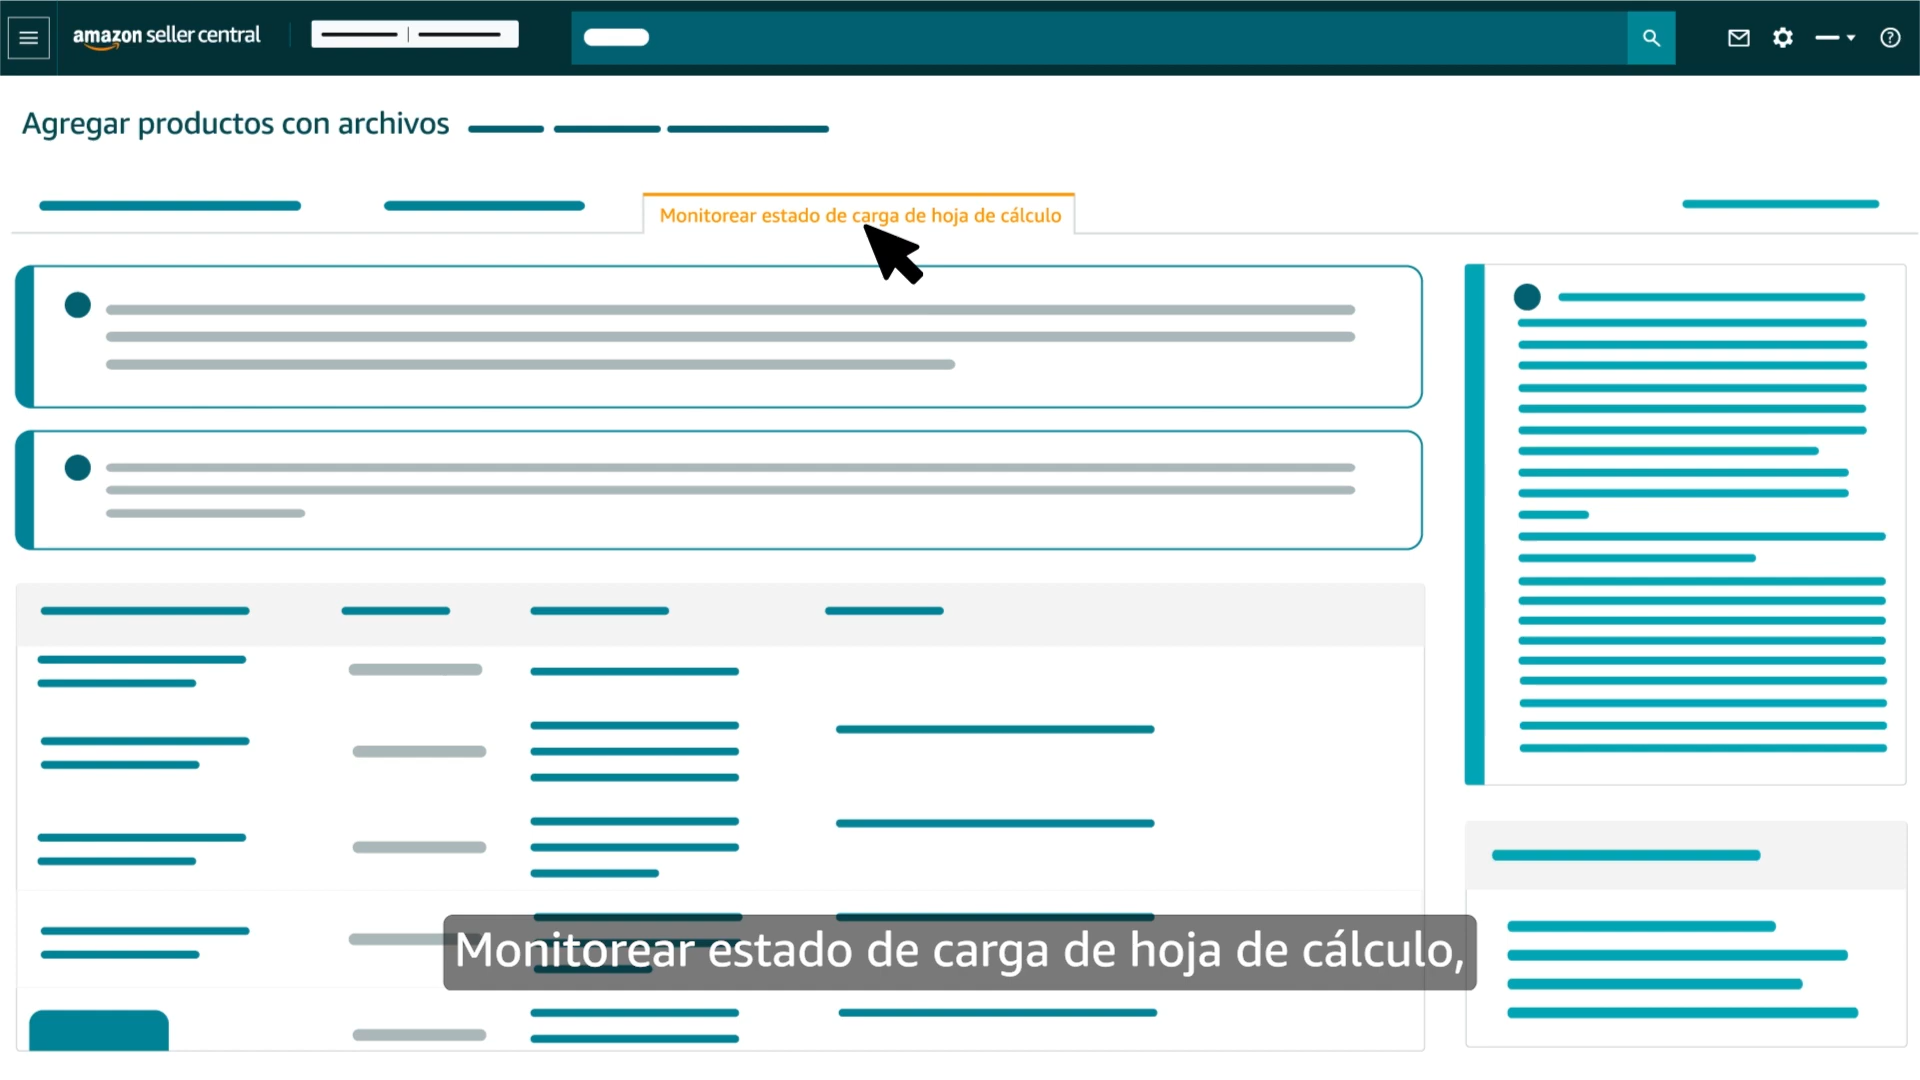 amazon seller central
Agregar productos con archivos
Monitorear estado de carga de hoja de cálculo
Monitorear estado de carga de hoja de cálculo,